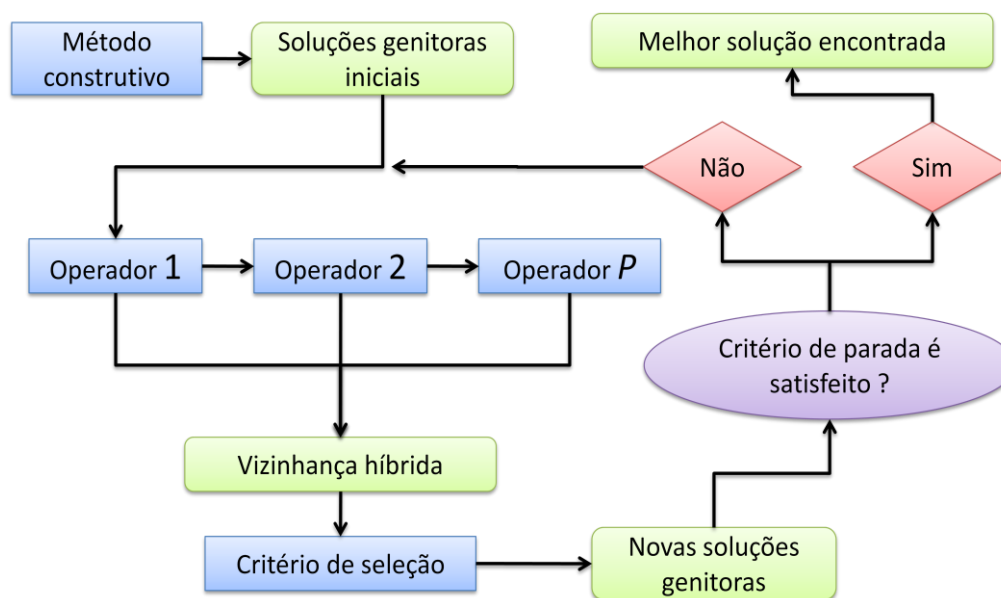 Método
construtivo
Soluções genitoras
iniciais
Melhor solução encontrada
Não
Sim
Operador 1
Operador 2
Operador P
Critério de parada é
satisfeito ?
Vizinhança híbrida
Critério de seleção
Novas soluções
genitoras